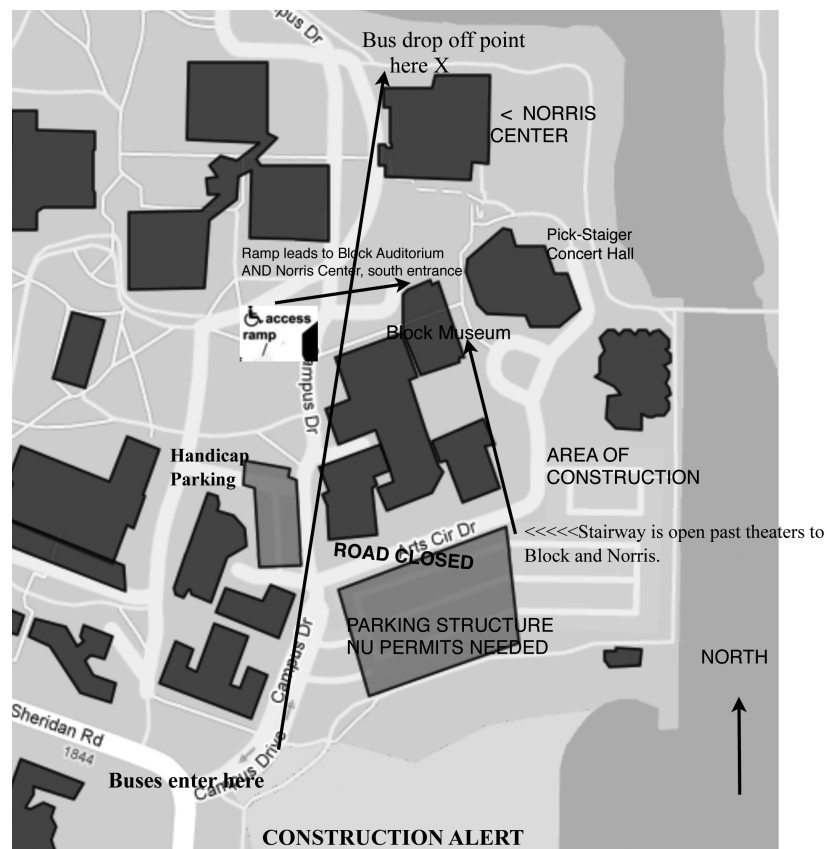 Campus Dr
Bus drop off point
here X
< NORRIS
CENTER
Pick-Staiger
Concert Hall
Ramp leads to Block Auditorium
AND Norris Center, south entrance
access
ramp
Block Museum
Campus Dr
Handicap
Parking
AREA OF
CONSTRUCTION
<<<<<Stairway is open past theaters to
Block and Norris.
Arts Cir Dr
ROAD CLOSED
PARKING STRUCTURE
NU PERMITS NEEDED
Campus Dr
NORTH
Sheridan Rd
1844
Campus Drive
Buses enter here
CONSTRUCTION ALERT